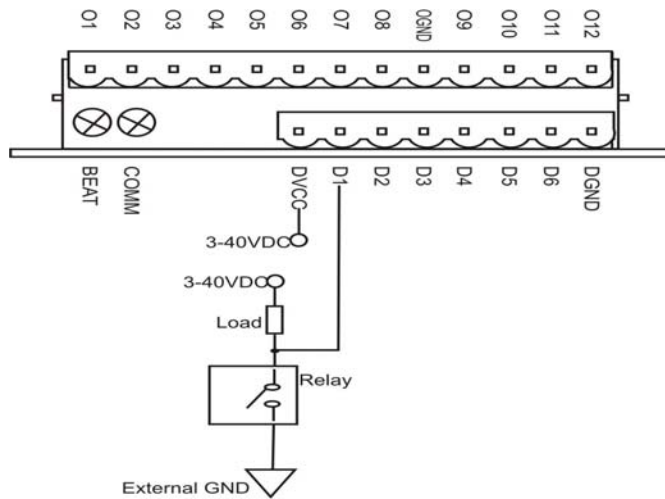 O1 O2 O3 O4 O5 O6 O7 O8 OGND O9 O10 O11 O12
BEAT COMM DVCC D1 D2 D3 D4 D5 D6 DGND
3-40VDC
3-40VDC
Load
Relay
External GND